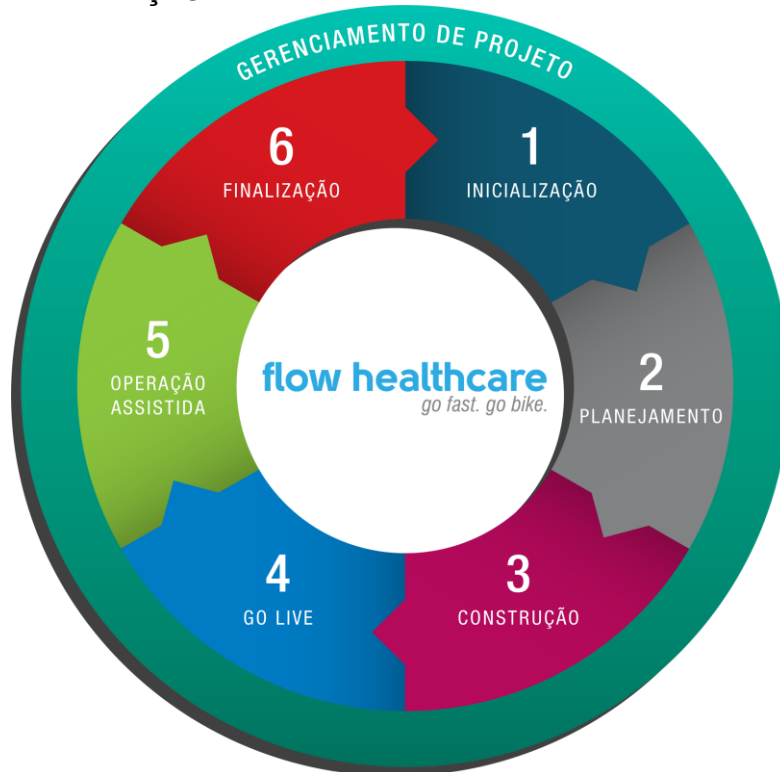 GERENCIAMENTO DE PROJETO
1
INICIALIZAÇÃO
2
PLANEJAMENTO
3
CONSTRUÇÃO
4
GO LIVE
5
OPERAÇÃO
ASSISTIDA
6
FINALIZAÇÃO
flow healthcare
go fast. go bike.